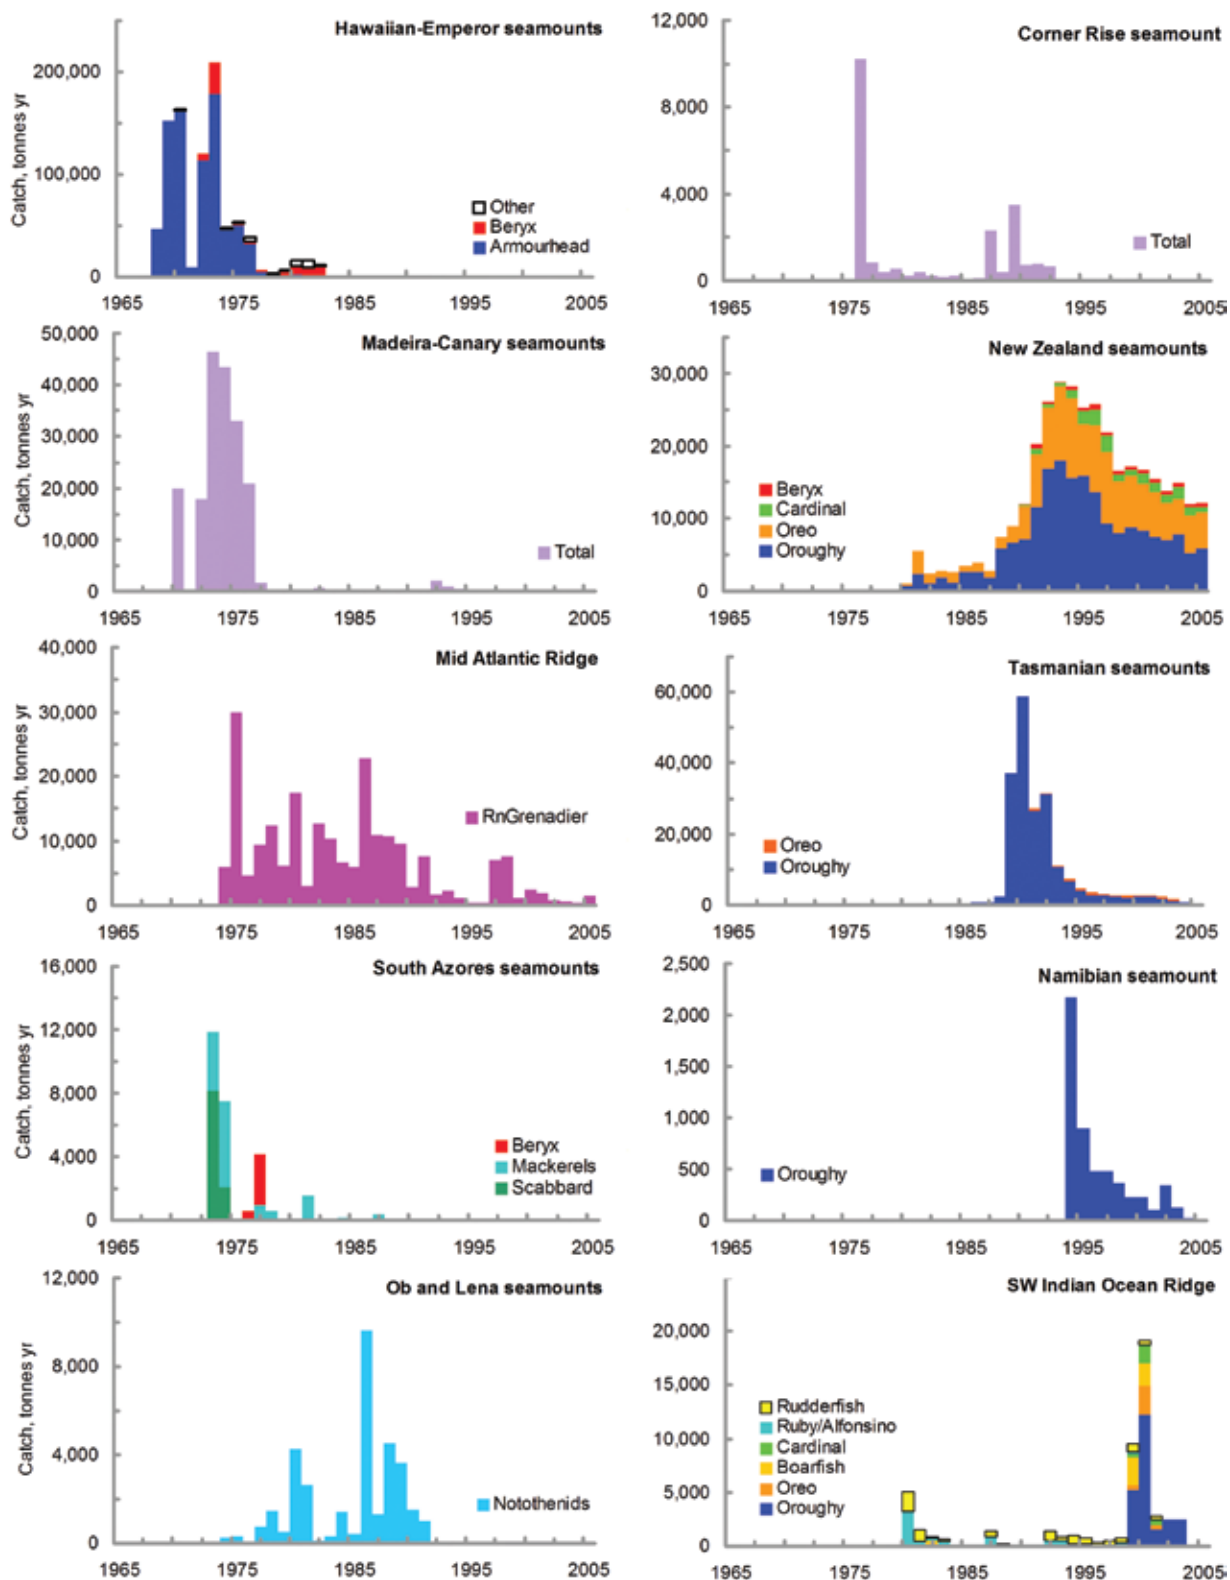 Hawaiian-Emperor seamounts
Catch, tonnes yr
200,000
100,000
0
Other
Beryx
Armourhead
1965 1975 1985 1995 2005
Corner Rise seamount
12,000
8,000
4,000
0
Total
1965 1975 1985 1995 2005
Madeira-Canary seamounts
Catch, tonnes yr
50,000
40,000
30,000
20,000
10,000
0
Total
1965 1975 1985 1995 2005
New Zealand seamounts
30,000
20,000
10,000
0
Beryx
Cardinal
Oreo
Oroughy
1965 1975 1985 1995 2005
Mid Atlantic Ridge
Catch, tonnes yr
40,000
30,000
20,000
10,000
0
RnGrenadier
1965 1975 1985 1995 2005
Tasmanian seamounts
60,000
40,000
20,000
0
Oreo
Oroughy
1965 1975 1985 1995 2005
South Azores seamounts
Catch, tonnes yr
16,000
12,000
8,000
4,000
0
Beryx
Mackerels
Scabbard
1965 1975 1985 1995 2005
Namibian seamount
2,500
2,000
1,500
1,000
500
0
Oroughy
1965 1975 1985 1995 2005
Ob and Lena seamounts
Catch, tonnes yr
12,000
8,000
4,000
0
Notothenids
1965 1975 1985 1995 2005
SW Indian Ocean Ridge
20,000
15,000
10,000
5,000
0
Rudderfish
Ruby/Alfonsino
Cardinal
Boarfish
Oreo
Oroughy
1965 1975 1985 1995 2005